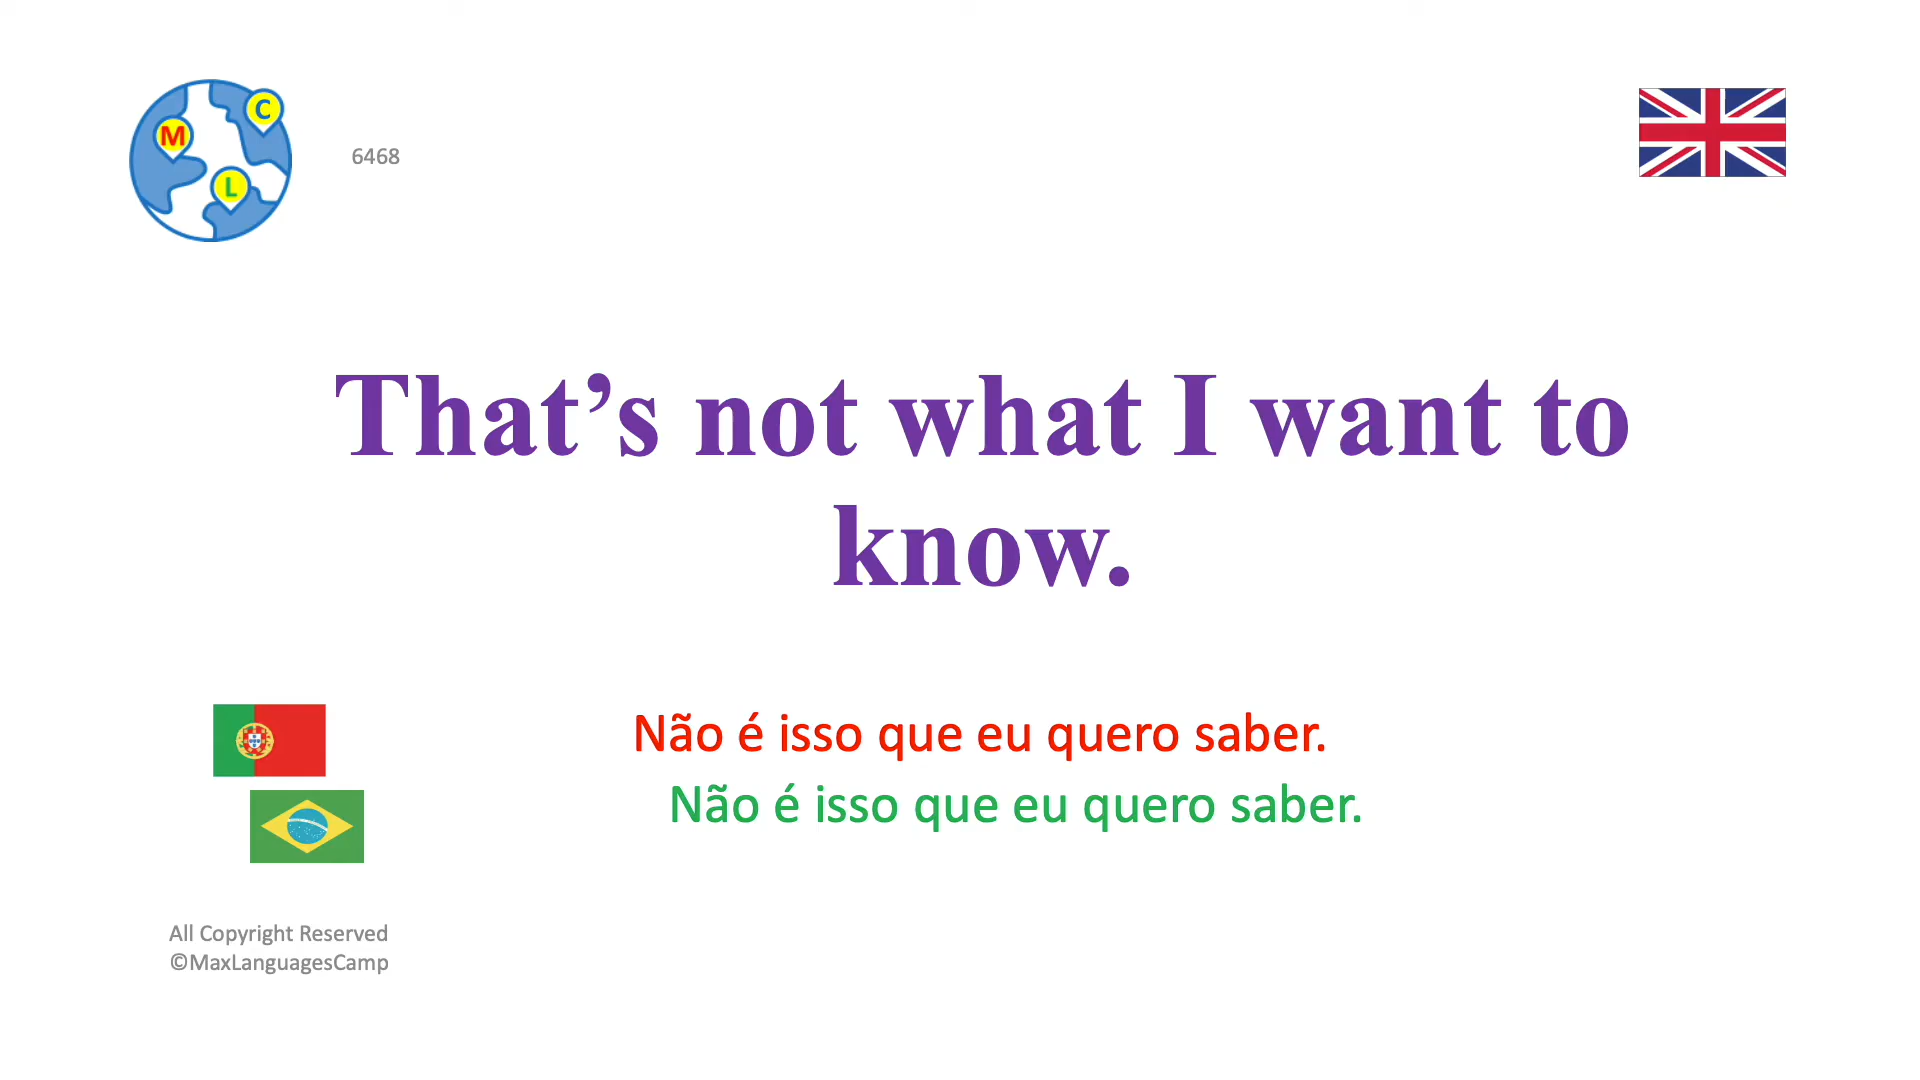 M
C
L
6468
That’s not what I want to
know.
Não é isso que eu quero saber.
Não é isso que eu quero saber.
All Copyright Reserved
©MaxLanguagesCamp